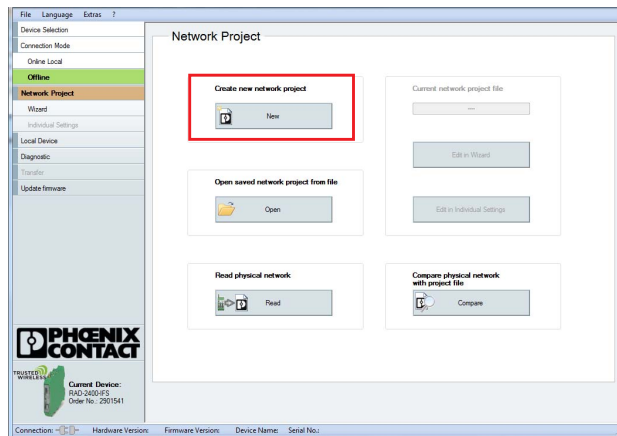 File Language Extras ?
Device Selection
Connection Mode
Online Local
Offline
Network Project
Wizard
Individual Settings
Local Device
Diagnostic
Transfer
Update firmware
Network Project
Create new network project
New
Current network project file
---
Edit in Wizard
Open saved network project from file
Open
Edit in Individual Settings
Read physical network
Read
Compare physical network
with project file
Compare
PHŒNIX
CONTACT
TRUSTED
WIRELESS
Current Device:
RAD-2400-IFS
Order No.: 2901541
Connection: Hardware Version: Firmware Version: Device Name: Serial No.: